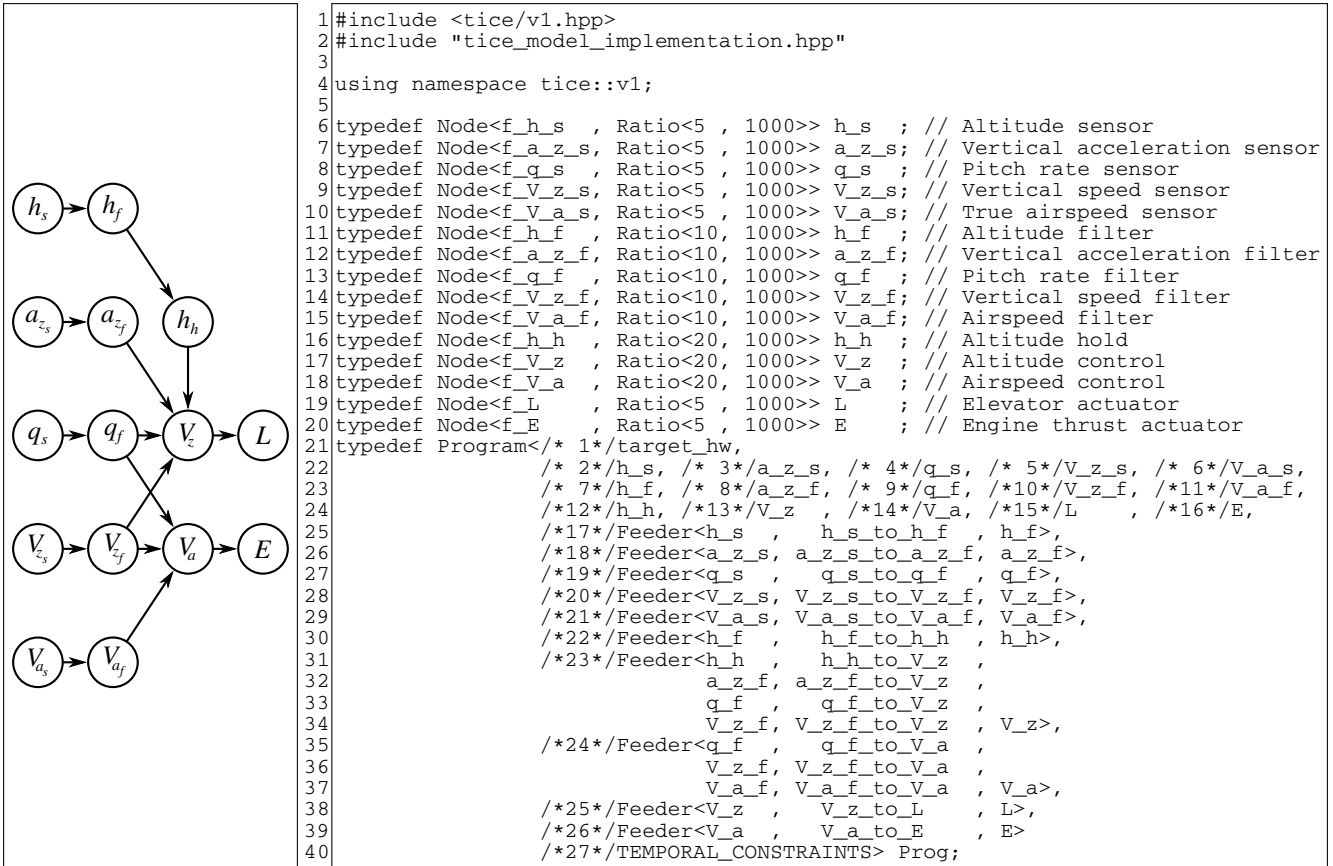 h_s h_f
a_{z_s} a_{z_f} h_h
q_s q_f V_z L
V_{z_s} V_{z_f} V_a E
V_{a_s} V_{a_f}
1 #include <tice/v1.hpp>
2 #include "tice_model_implementation.hpp"
3
4 using namespace tice::v1;
5
6 typedef Node<f_h_s  , Ratio<5 , 1000>> h_s  ; // Altitude sensor
7 typedef Node<f_a_z_s, Ratio<5 , 1000>> a_z_s; // Vertical acceleration sensor
8 typedef Node<f_q_s  , Ratio<5 , 1000>> q_s  ; // Pitch rate sensor
9 typedef Node<f_V_z_s, Ratio<5 , 1000>> V_z_s; // Vertical speed sensor
10 typedef Node<f_V_a_s, Ratio<5 , 1000>> V_a_s; // True airspeed sensor
11 typedef Node<f_h_f  , Ratio<10, 1000>> h_f  ; // Altitude filter
12 typedef Node<f_a_z_f, Ratio<10, 1000>> a_z_f; // Vertical acceleration filter
13 typedef Node<f_q_f  , Ratio<10, 1000>> q_f  ; // Pitch rate filter
14 typedef Node<f_V_z_f, Ratio<10, 1000>> V_z_f; // Vertical speed filter
15 typedef Node<f_V_a_f, Ratio<10, 1000>> V_a_f; // Airspeed filter
16 typedef Node<f_h_h  , Ratio<20, 1000>> h_h  ; // Altitude hold
17 typedef Node<f_V_z  , Ratio<20, 1000>> V_z  ; // Altitude control
18 typedef Node<f_V_a  , Ratio<20, 1000>> V_a  ; // Airspeed control
19 typedef Node<f_L    , Ratio<5 , 1000>> L    ; // Elevator actuator
20 typedef Node<f_E    , Ratio<5 , 1000>> E    ; // Engine thrust actuator
21 typedef Program</* 1*/target_hw,
22 /* 2*/h_s, /* 3*/a_z_s, /* 4*/q_s, /* 5*/V_z_s, /* 6*/V_a_s,
23 /* 7*/h_f, /* 8*/a_z_f, /* 9*/q_f, /*10*/V_z_f, /*11*/V_a_f,
24 /*12*/h_h, /*13*/V_z  , /*14*/V_a, /*15*/L    , /*16*/E,
25 /*17*/Feeder<h_s  ,   h_s_to_h_f  , h_f>,
26 /*18*/Feeder<a_z_s, a_z_s_to_a_z_f, a_z_f>,
27 /*19*/Feeder<q_s  ,   q_s_to_q_f  , q_f>,
28 /*20*/Feeder<V_z_s, V_z_s_to_V_z_f, V_z_f>,
29 /*21*/Feeder<V_a_s, V_a_s_to_V_a_f, V_a_f>,
30 /*22*/Feeder<h_f  ,   h_f_to_h_h  , h_h>,
31 /*23*/Feeder<h_h  ,   h_h_to_V_z  ,
32 a_z_f, a_z_f_to_V_z  ,
33 q_f  ,   q_f_to_V_z  ,
34 V_z_f, V_z_f_to_V_z  , V_z>,
35 /*24*/Feeder<q_f  ,   q_f_to_V_a  ,
36 V_z_f, V_z_f_to_V_a  ,
37 V_a_f, V_a_f_to_V_a  , V_a>,
38 /*25*/Feeder<V_z  ,   V_z_to_L    , L>,
39 /*26*/Feeder<V_a  ,   V_a_to_E    , E>
40 /*27*/TEMPORAL_CONSTRAINTS> Prog;